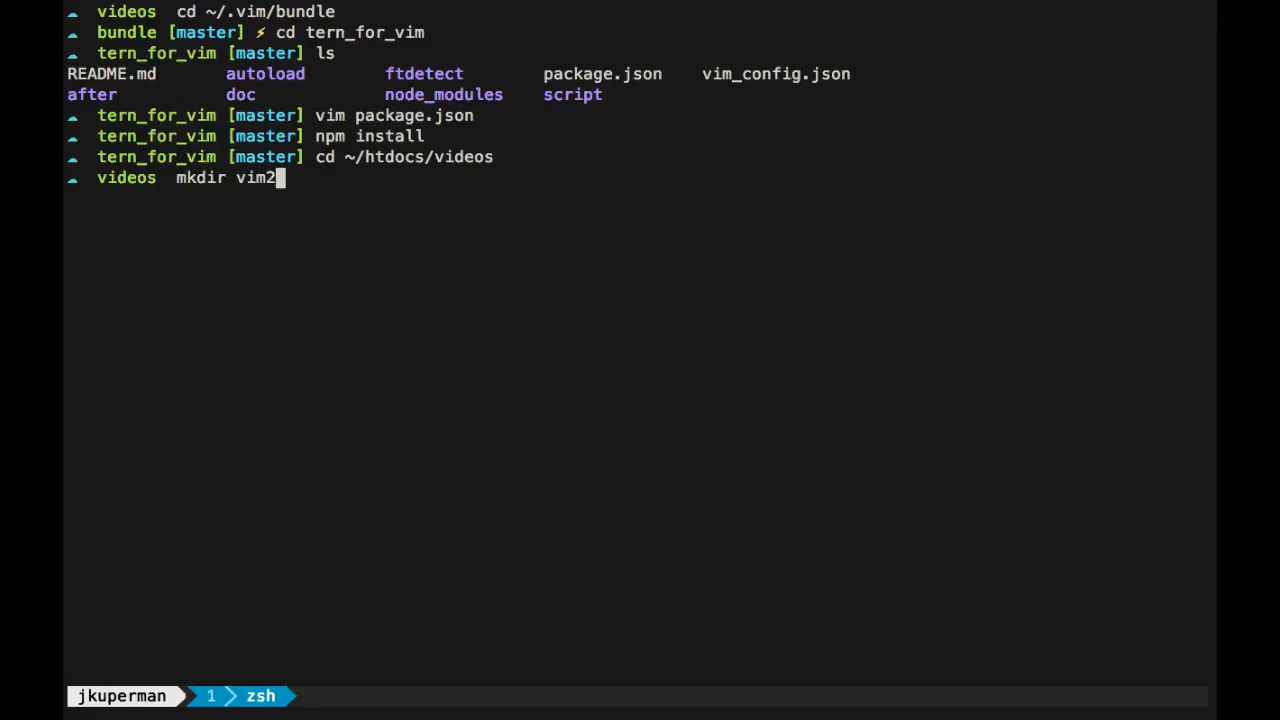 videos cd ~/.vim/bundle
bundle [master] ⚡ cd tern_for_vim
tern_for_vim [master] ls
README.md autoload ftdetect package.json vim_config.json
after doc node_modules script
tern_for_vim [master] vim package.json
tern_for_vim [master] npm install
tern_for_vim [master] cd ~/htdocs/videos
videos mkdir vim2
jkuperman 1 zsh